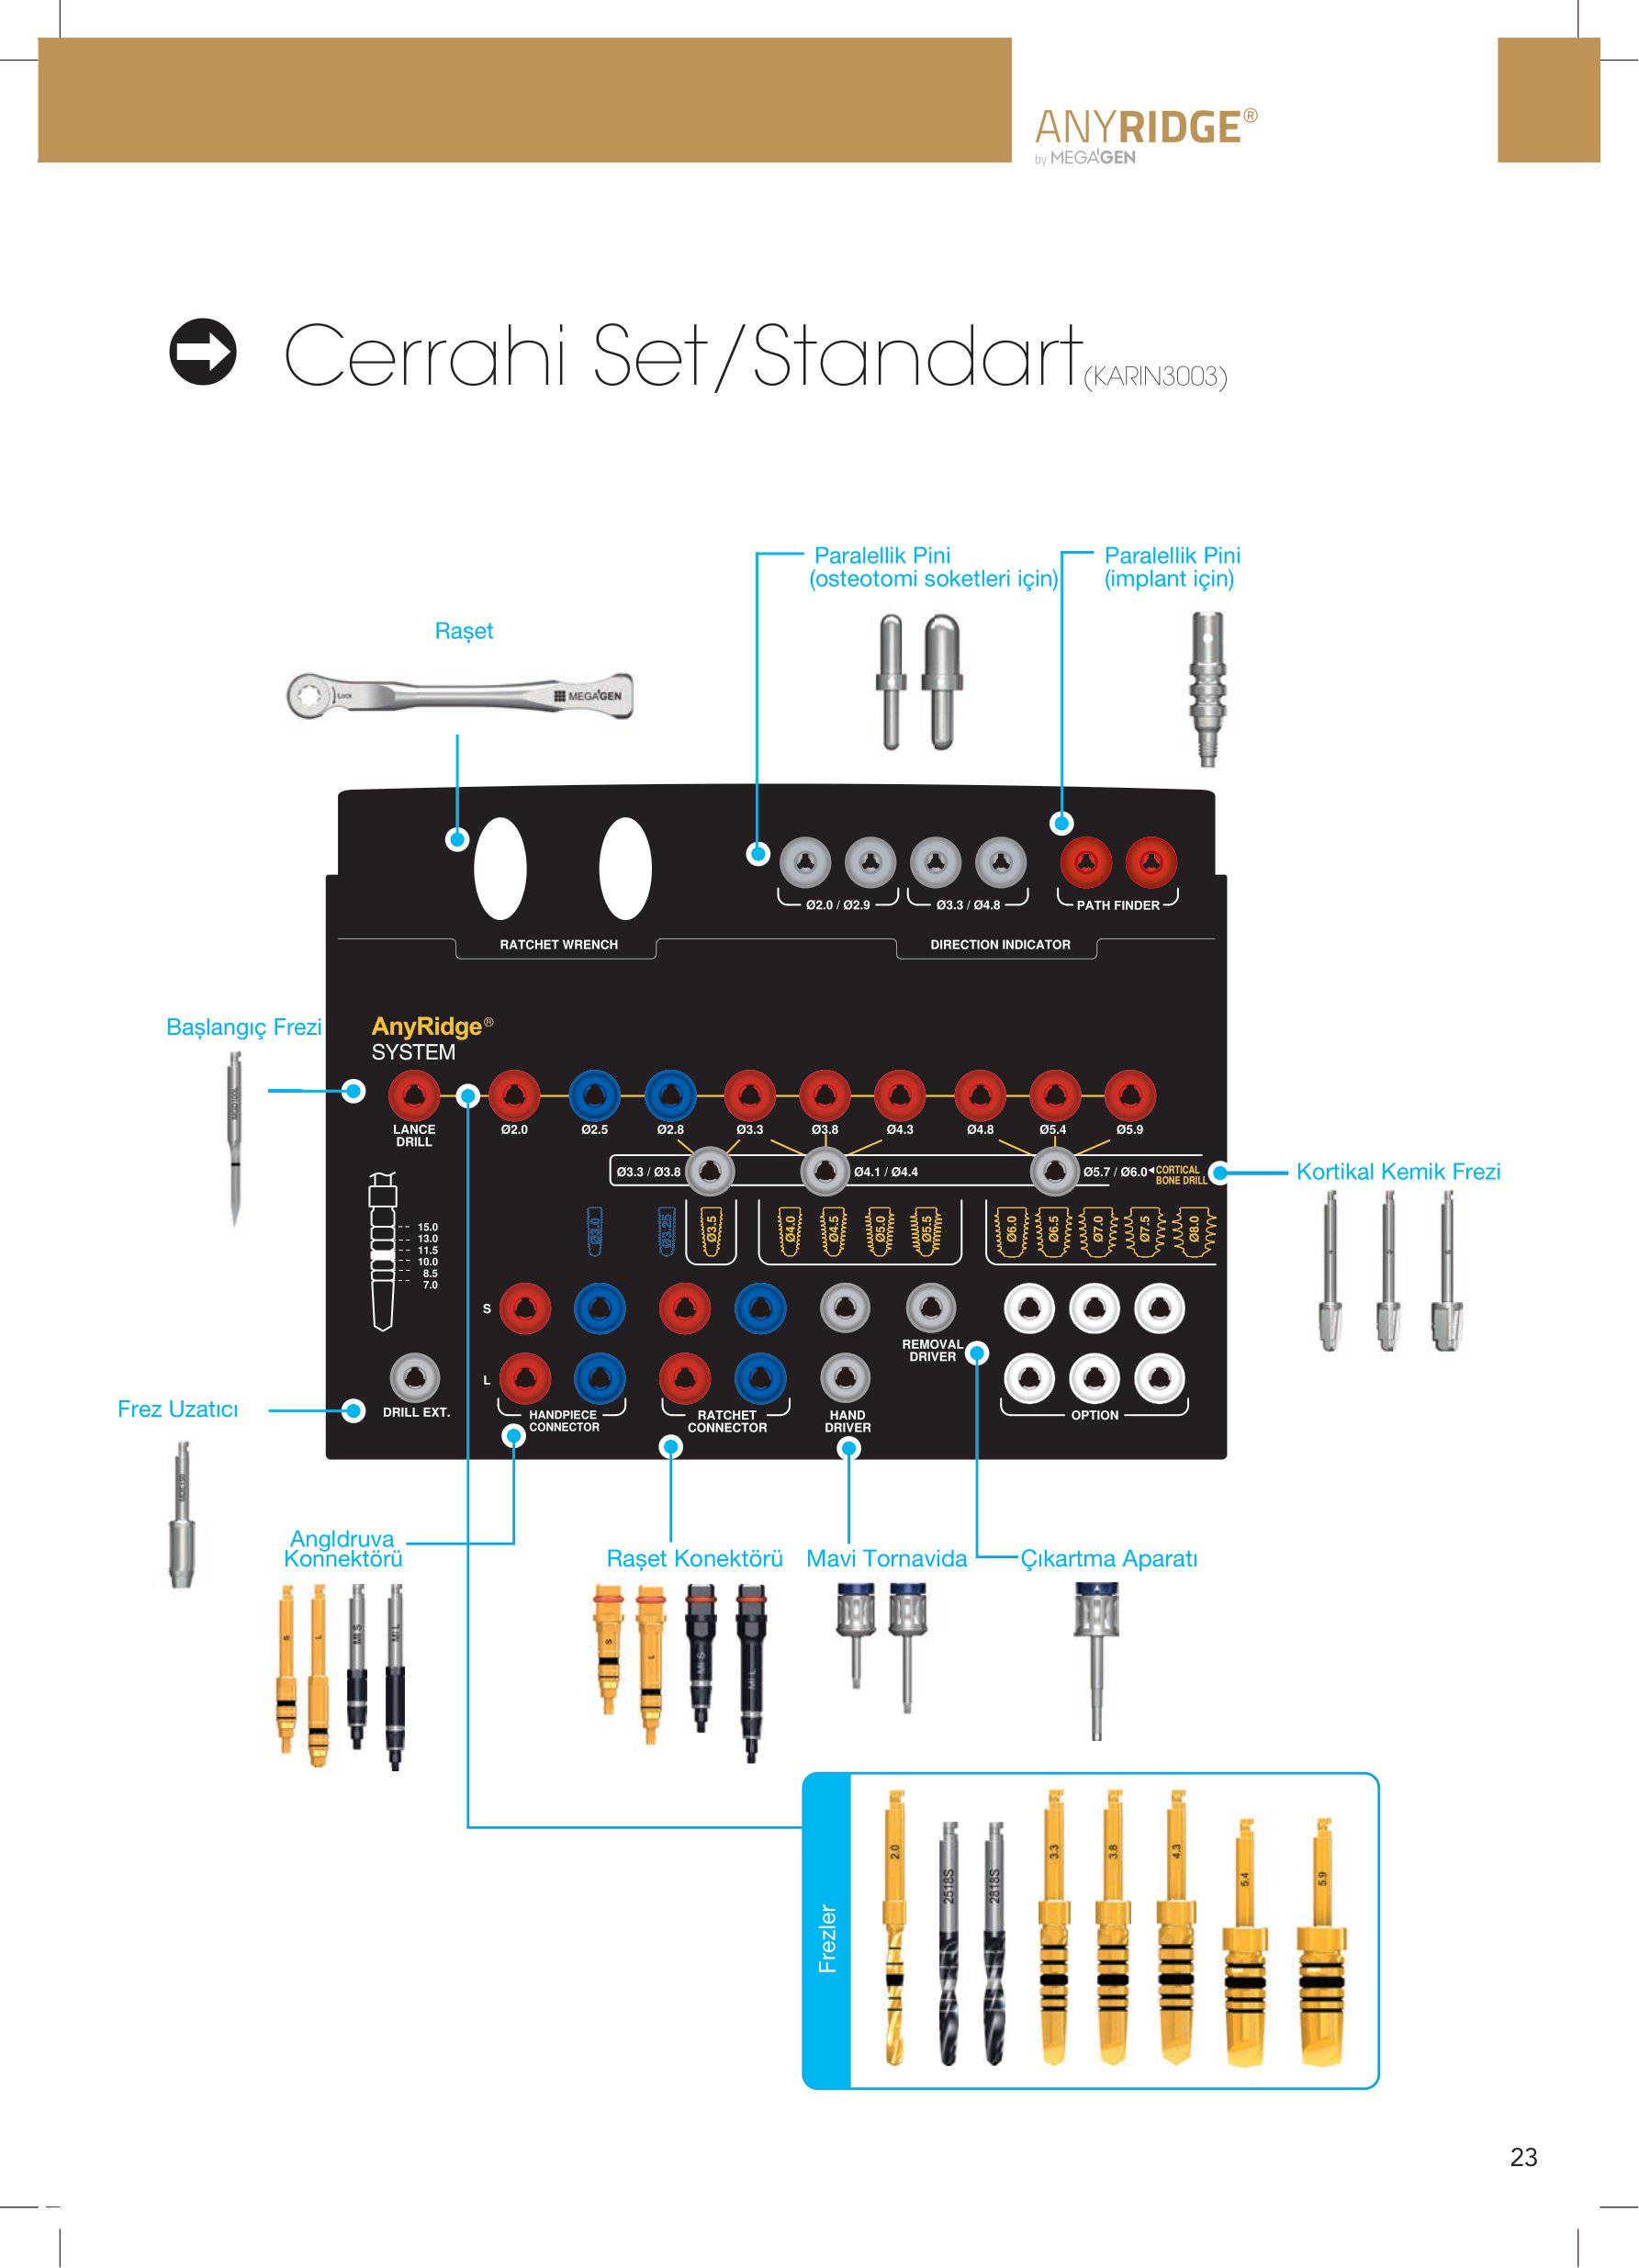 ANYRIDGE®
by MEGA'GEN
Cerrahi Set/Standart(KARIN3003)
Paralellik Pini
(osteotomi soketleri için)
Paralellik Pini
(implant için)
Raşet
Lock
MEGA'GEN
Ø2.0 / Ø2.9
Ø3.3 / Ø4.8
PATH FINDER
RATCHET WRENCH
DIRECTION INDICATOR
Başlangıç Frezi
AnyRidge®
SYSTEM
LANCE
DRILL
Ø2.0
Ø2.5
Ø2.8
Ø3.3
Ø3.8
Ø4.3
Ø4.8
Ø5.4
Ø5.9
Ø3.3 / Ø3.8
Ø4.1 / Ø4.4
Ø5.7 / Ø6.0
CORTICAL
BONE DRILL
Kortikal Kemik Frezi
Ø3.0
Ø3.25
Ø3.5
Ø4.0
Ø4.5
Ø5.0
Ø5.5
Ø6.0
Ø6.5
Ø7.0
Ø7.5
Ø8.0
15.0
13.0
11.5
10.0
8.5
7.0
S
L
REMOVAL
DRIVER
Frez Uzatıcı
DRILL EXT.
HANDPIECE
CONNECTOR
RATCHET
CONNECTOR
HAND
DRIVER
OPTION
MDE150
Angldruva
Konnektörü
Raşet Konektörü
Mavi Tornavida
Çıkartma Aparatı
S
L
MI S
MI L
S
L
MI S
MI L
Frezler
2.0
2518S
2818S
3.3
3.8
4.3
5.4
5.9
23